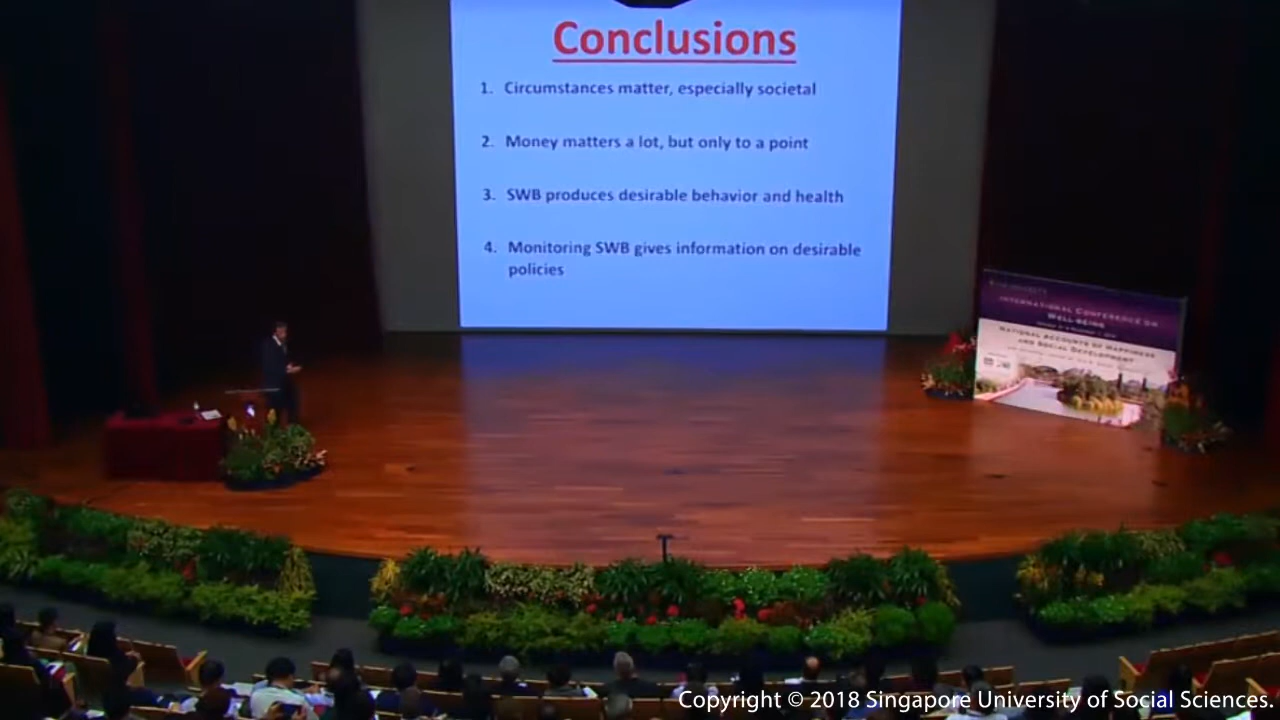 Conclusions
1. Circumstances matter, especially societal
2. Money matters a lot, but only to a point
3. SWB produces desirable behavior and health
4. Monitoring SWB gives information on desirable
policies
INTERNATIONAL CONFERENCE ON
WELL-BEING
NATIONAL ACCOUNTS OF HAPPINESS
AND SOCIAL DEVELOPMENT
Copyright © 2018 Singapore University of Social Sciences.